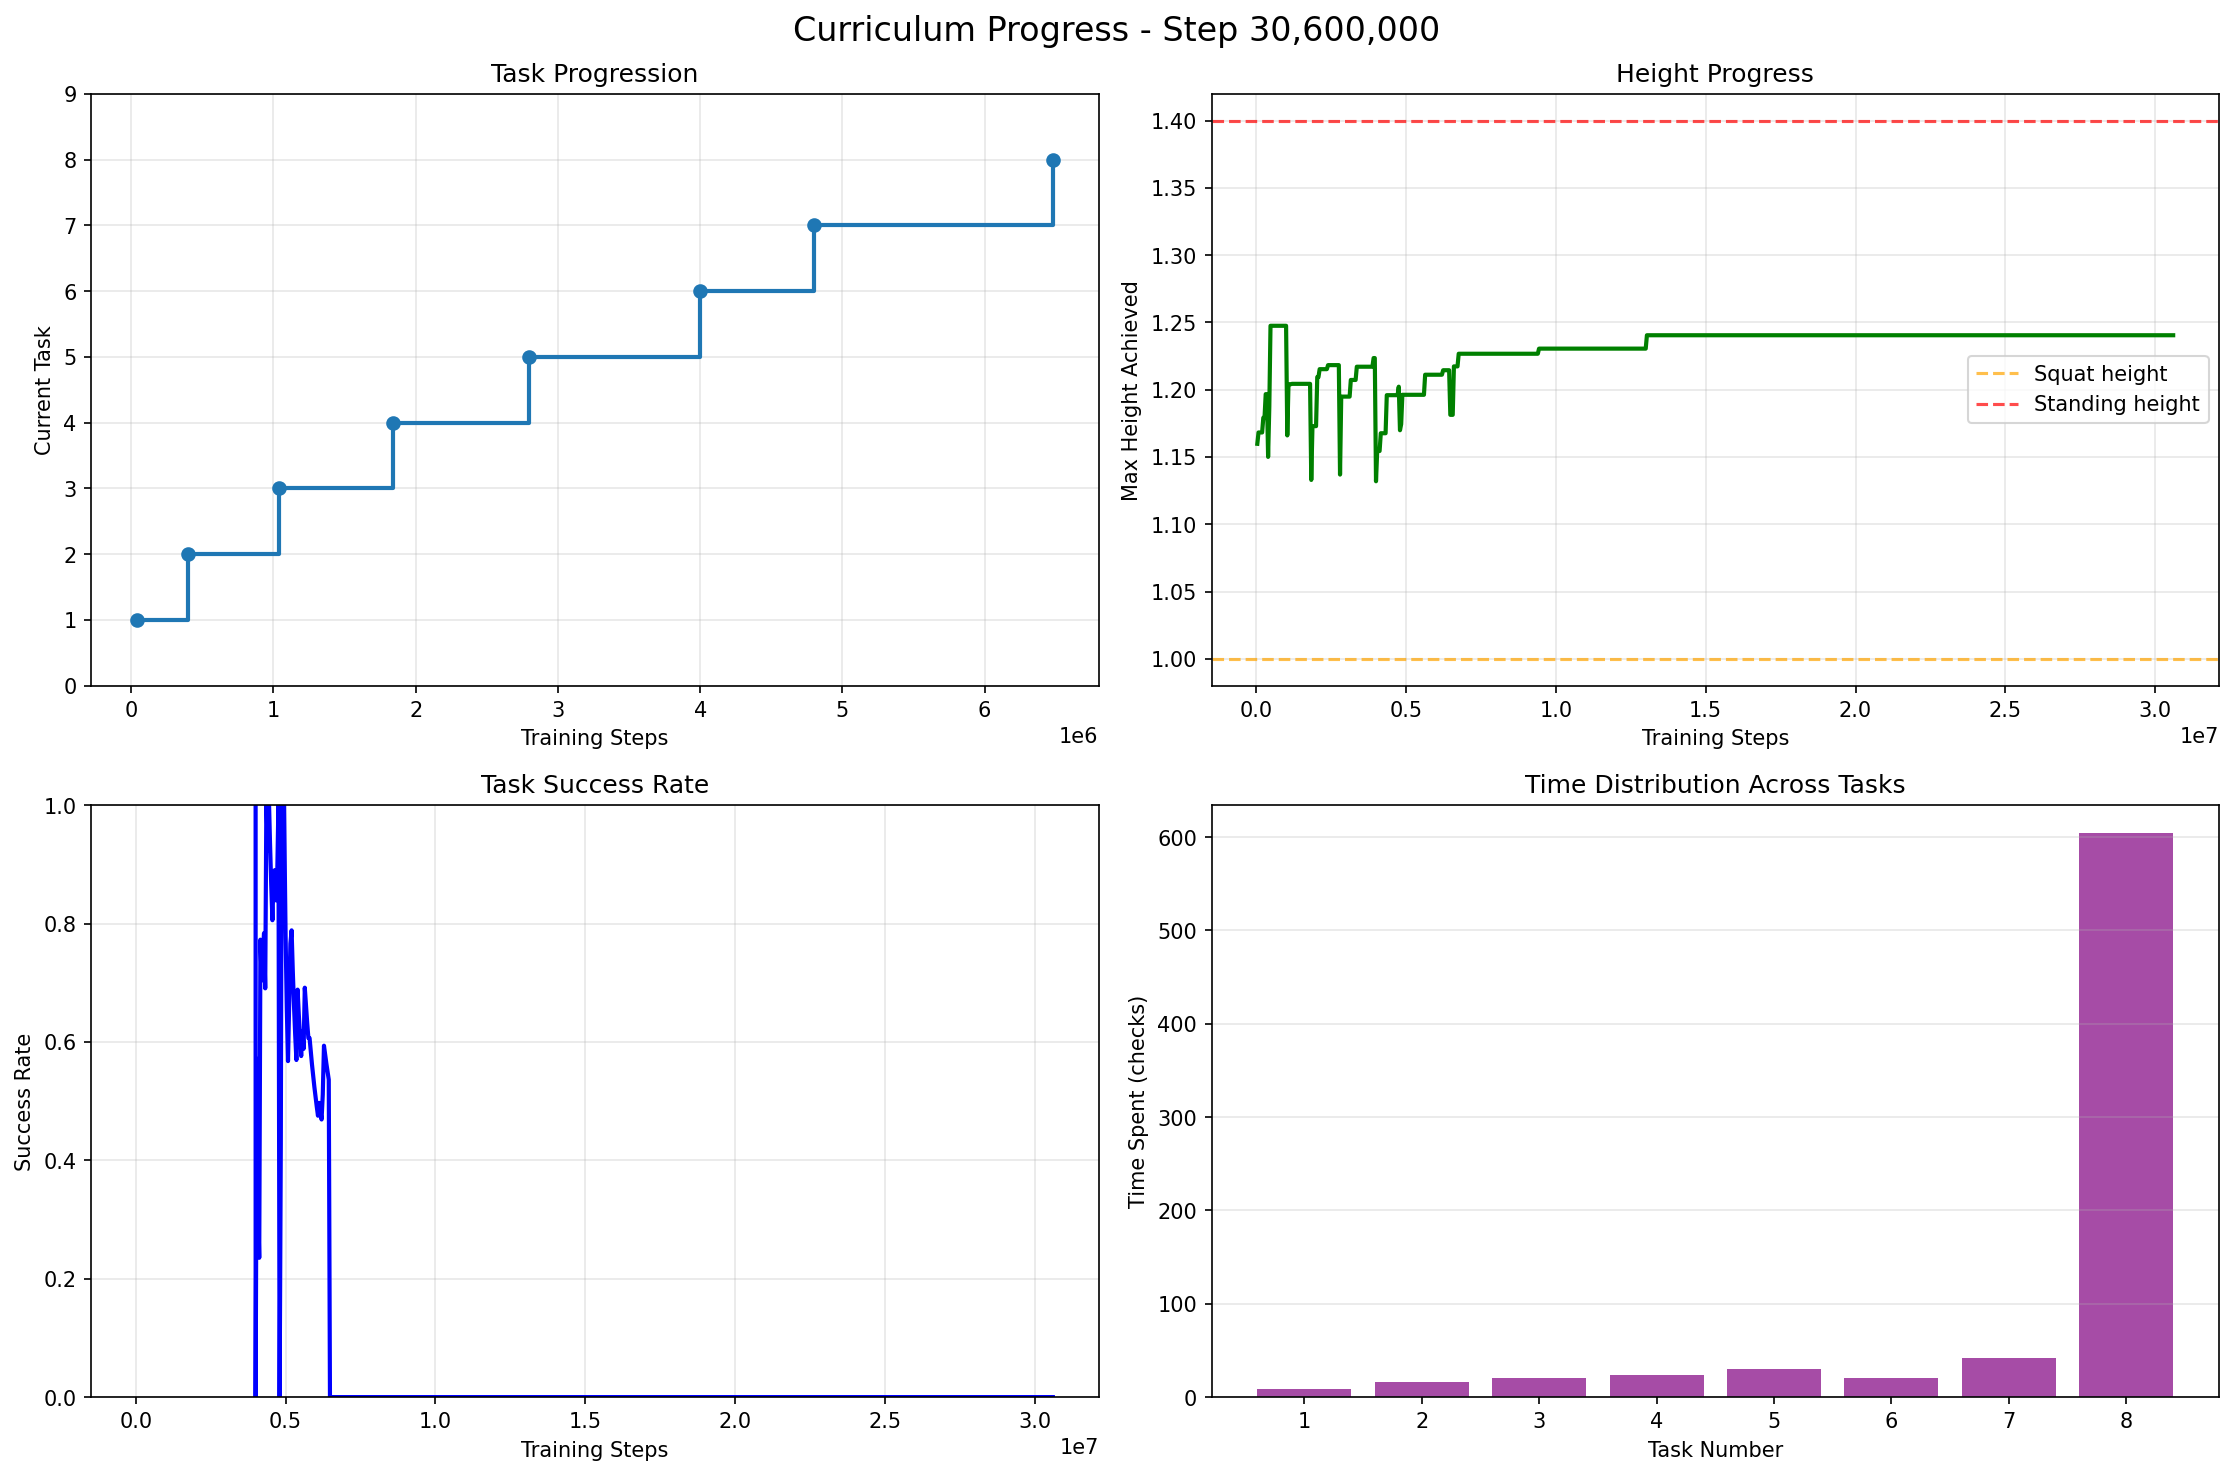 Curriculum Progress - Step 30,600,000
Task Progression
9
8
7
6
5
4
3
2
1
0
Current Task
0 1 2 3 4 5 6
1e6
Training Steps
Height Progress
1.40
1.35
1.30
1.25
1.20
1.15
1.10
1.05
1.00
Max Height Achieved
Squat height
Standing height
0.0 0.5 1.0 1.5 2.0 2.5 3.0
1e7
Training Steps
Task Success Rate
1.0
0.8
0.6
0.4
0.2
0.0
Success Rate
0.0 0.5 1.0 1.5 2.0 2.5 3.0
1e7
Training Steps
Time Distribution Across Tasks
600
500
400
300
200
100
0
Time Spent (checks)
1 2 3 4 5 6 7 8
Task Number